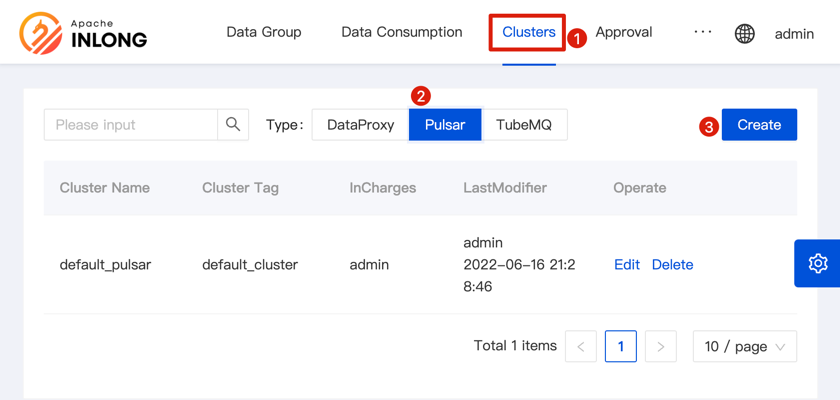 Apache
INLONG
Data Group Data Consumption Clusters 1 Approval ··· admin
2
Please input Type: DataProxy Pulsar TubeMQ 3 Create
Cluster Name Cluster Tag InCharges LastModifier Operate
admin
default_pulsar default_cluster admin 2022-06-16 21:2 Edit Delete
8:46
Total 1 items < 1 > 10 / page